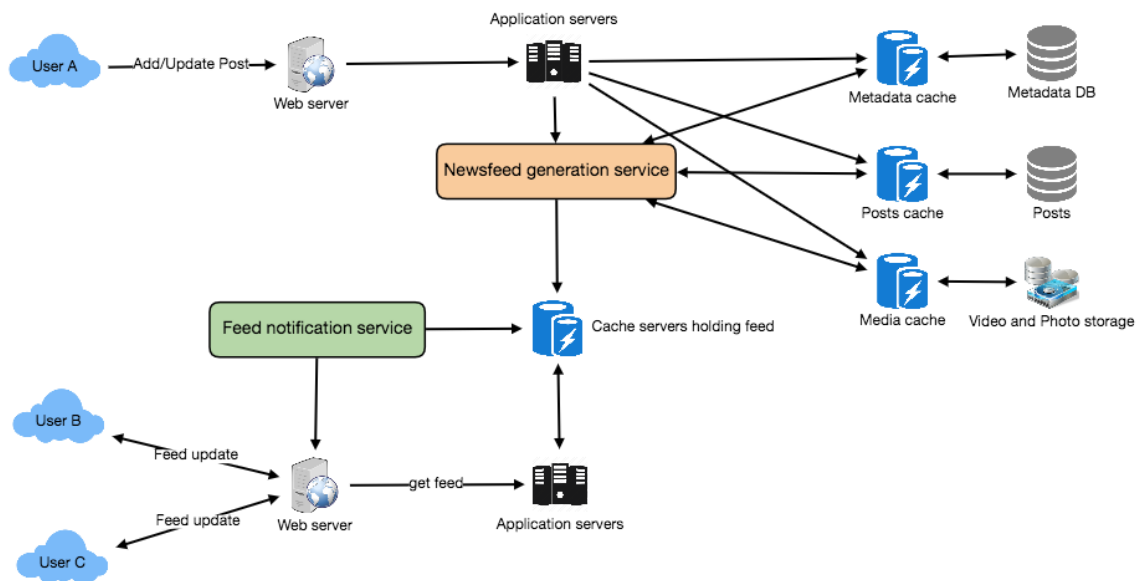 Application servers
User A
Add/Update Post
Web server
Metadata cache
Metadata DB
Newsfeed generation service
Posts cache
Posts
Feed notification service
Cache servers holding feed
Media cache
Video and Photo storage
User B
Feed update
get feed
Feed update
Web server
Application servers
User C